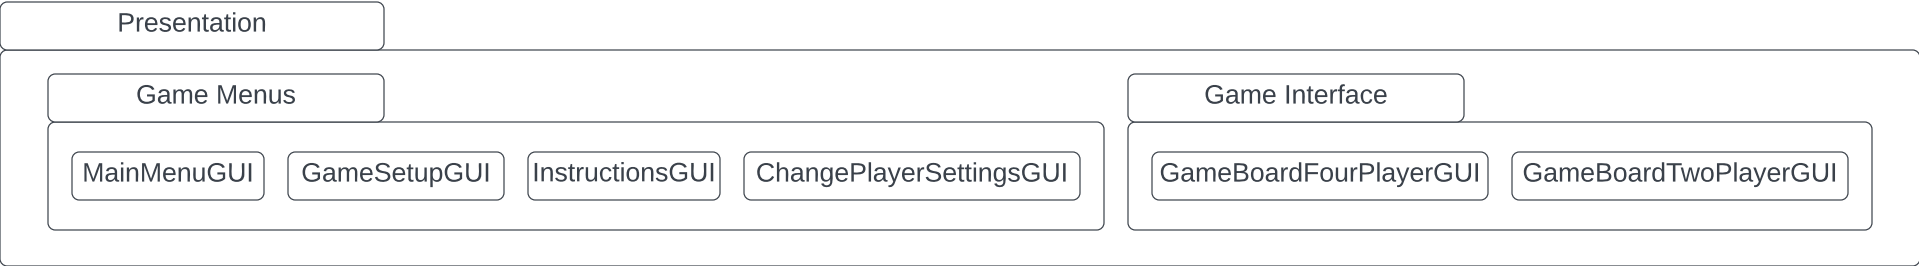 Presentation
Game Menus
Game Interface
MainMenuGUI
GameSetupGUI
InstructionsGUI
ChangePlayerSettingsGUI
GameBoardFourPlayerGUI
GameBoardTwoPlayerGUI